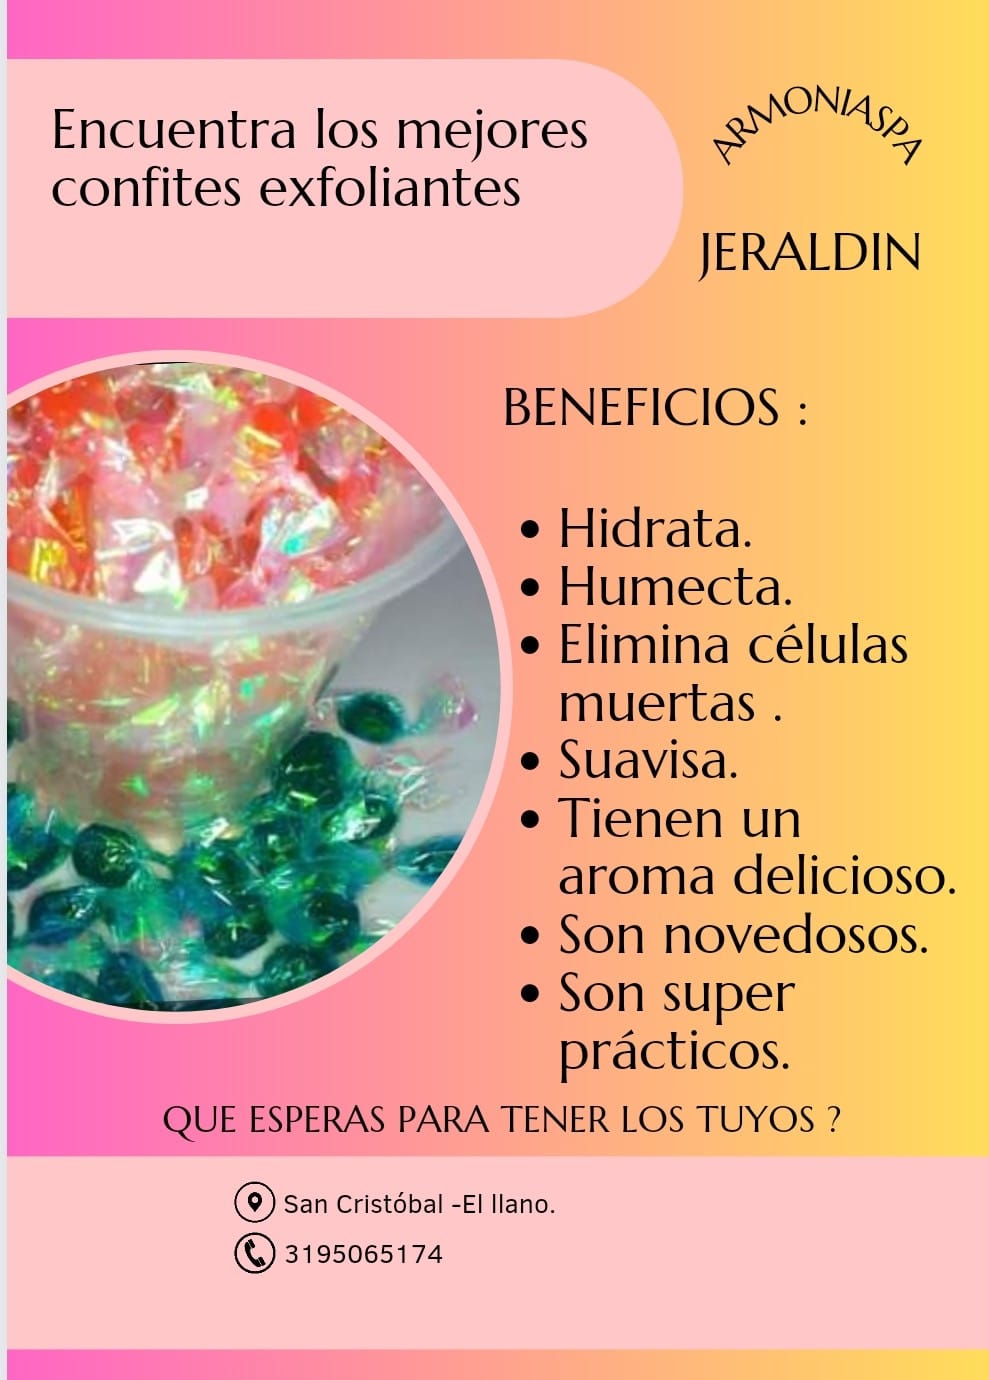 Encuentra los mejores
confites exfoliantes
ARMONIASPA
JERALDIN
BENEFICIOS :
• Hidrata.
• Humecta.
• Elimina células
muertas .
• Suavisa.
• Tienen un
aroma delicioso.
• Son novedosos.
• Son super
prácticos.
QUE ESPERAS PARA TENER LOS TUYOS ?
San Cristóbal -El llano.
3195065174